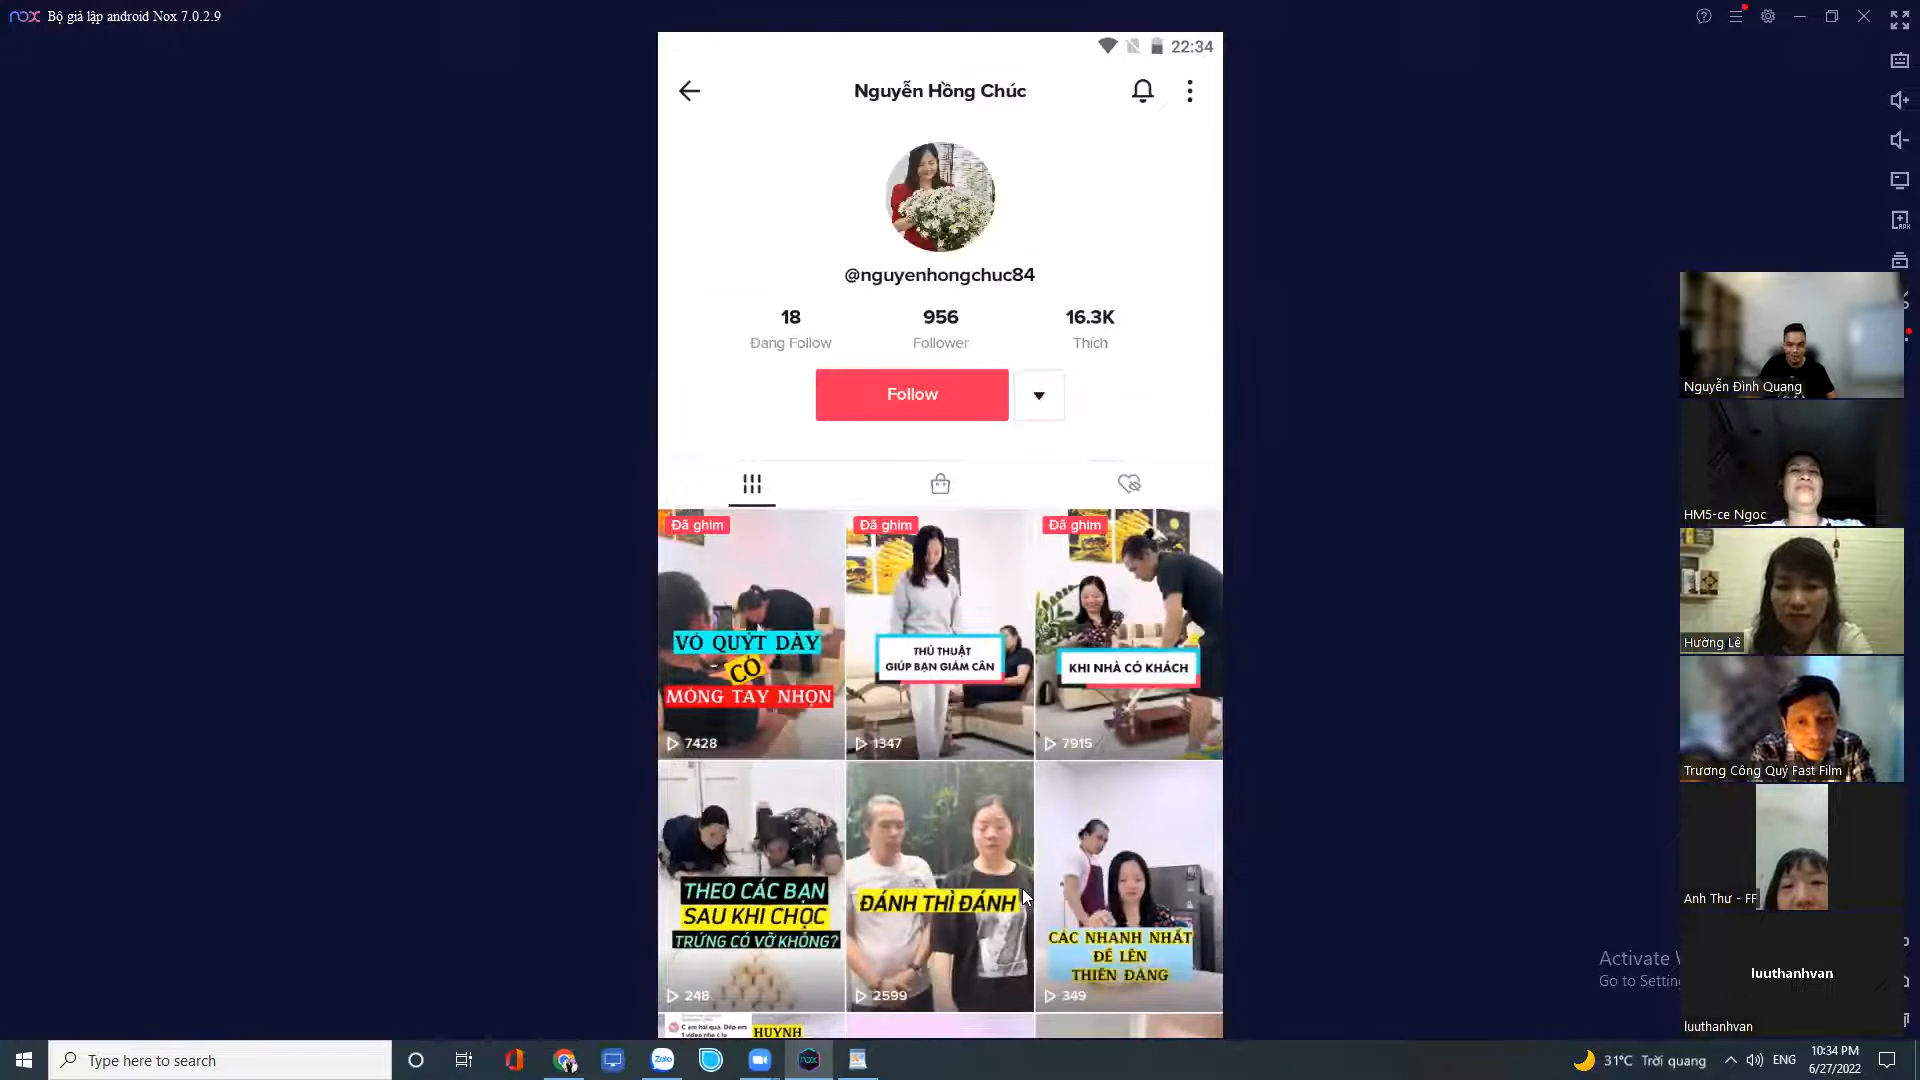 nox Bộ giả lập android Nox 7.0.2.9
22:34
Nguyễn Hồng Chúc
@nguyenhongchuc84
18 956 16.3K
Đang Follow Follower Thích
Follow
Đã ghim
VỎ QUÝT DÀY
CÓ
MÓNG TAY NHỌN
7428
Đã ghim
THỦ THUẬT
GIÚP BẠN GIẢM CÂN
1347
Đã ghim
KHI NHÀ CÓ KHÁCH
7915
THEO CÁC BẠN
SAU KHI CHỌC
TRỨNG CÓ VỠ KHÔNG?
248
ĐÁNH THÌ ĐÁNH
2599
CÁC NHANH NHẤT
ĐỂ LÊN
THIÊN ĐÀNG
349
HUYNH
Nguyễn Đình Quang
HM5-ce Ngoc
Hường Lê
Trương Công Quý Fast Film
Anh Thư - FF
luuthanhvan
luuthanhvan
Activate
Go to Settin
Type here to search
Zalo
nox
31°C Trời quang
ENG
10:34 PM
6/27/2022